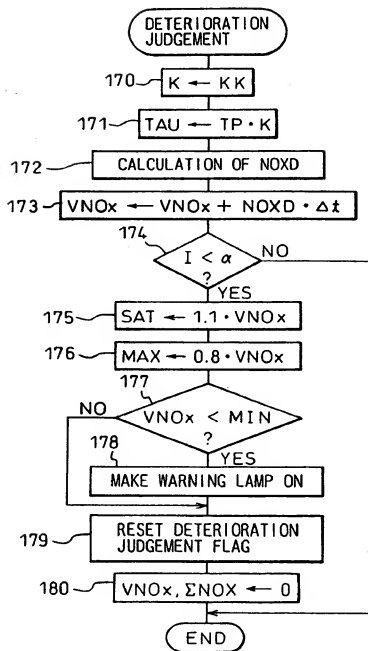 DETERIORATION
JUDGEMENT
170
K ← KK
171
TAU ← TP・K
172
CALCULATION OF NOXD
173
VNOx ← VNOx + NOXD・Δt
174
I < α
?
NO
YES
175
SAT ← 1.1・VNOx
176
MAX ← 0.8・VNOx
177
NO
VNOx < MIN
?
178
YES
MAKE WARNING LAMP ON
179
RESET DETERIORATION
JUDGEMENT FLAG
180
VNOx, ΣNOX ← 0
END